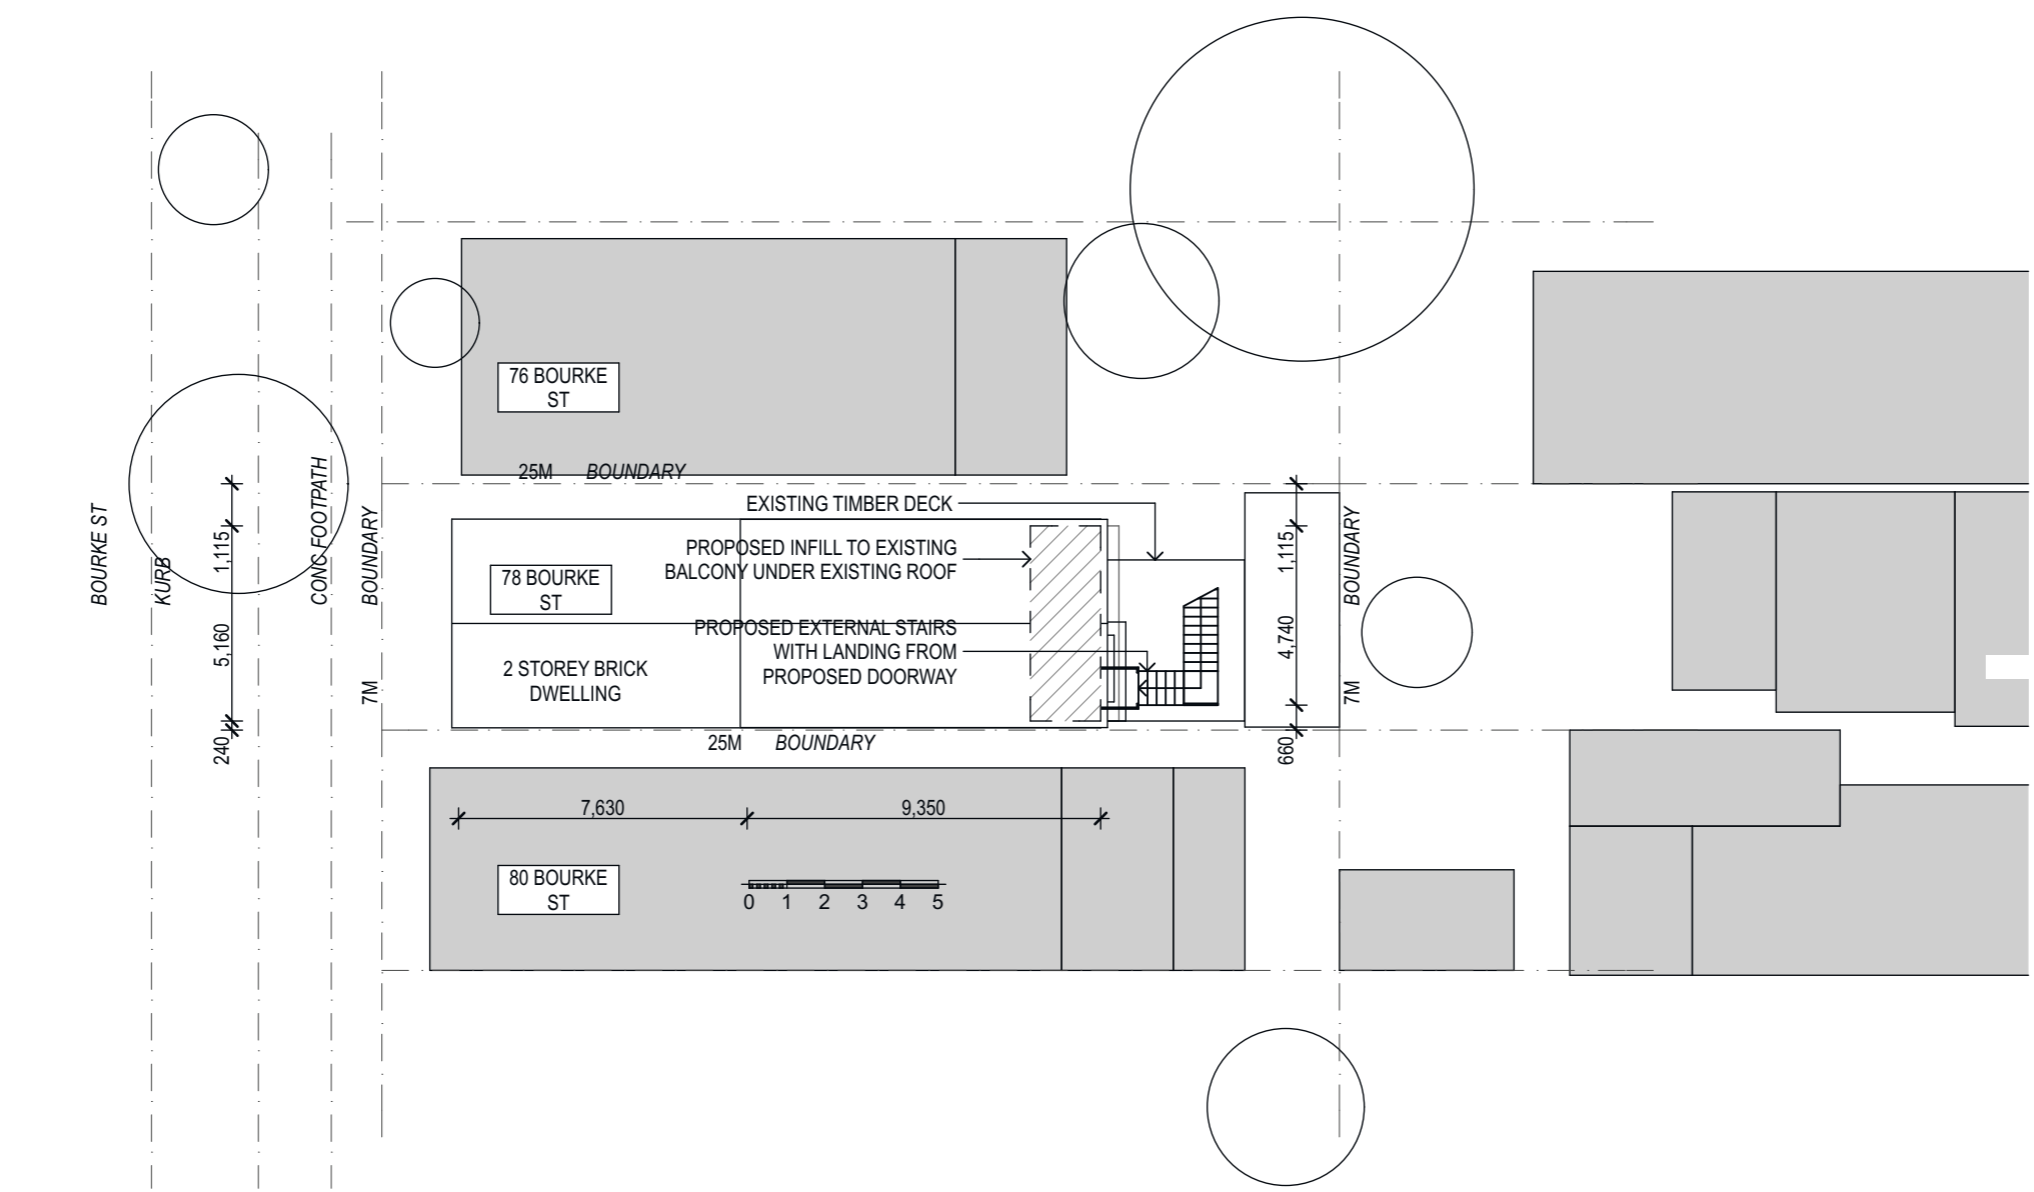 76 BOURKE
ST
25M BOUNDARY
EXISTING TIMBER DECK
PROPOSED INFILL TO EXISTING
BALCONY UNDER EXISTING ROOF
78 BOURKE
ST
PROPOSED EXTERNAL STAIRS
WITH LANDING FROM
PROPOSED DOORWAY
2 STOREY BRICK
DWELLING
25M BOUNDARY
BOURKE ST
KURB
1,115
5,160
240
CONC FOOTPATH
BOUNDARY
7M
1,115
4,740
660
BOUNDARY
7M
7,630
9,350
80 BOURKE
ST
0 1 2 3 4 5